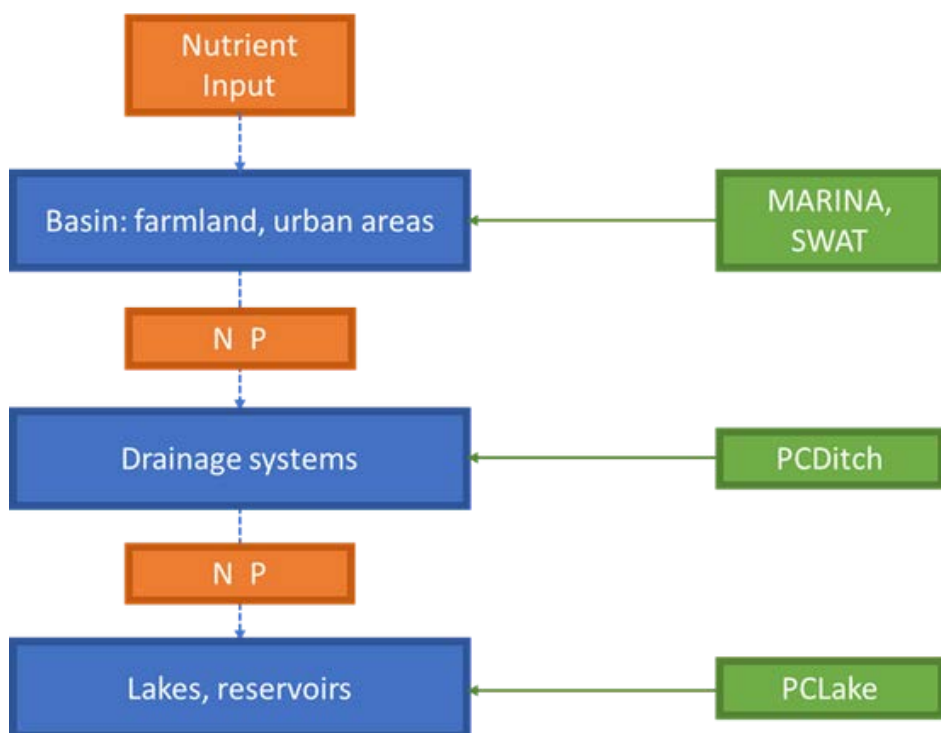 Nutrient
Input
Basin: farmland, urban areas
MARINA,
SWAT
N P
Drainage systems
PCDitch
N P
Lakes, reservoirs
PCLake